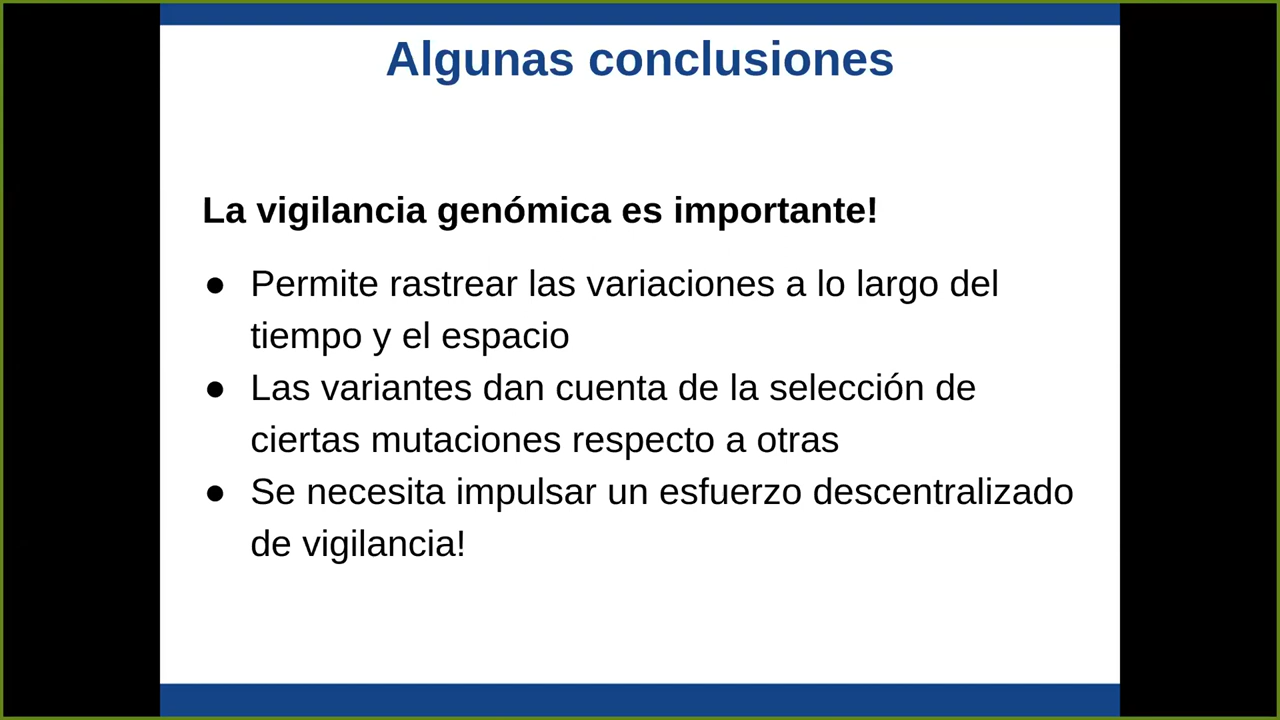 Algunas conclusiones
La vigilancia genómica es importante!
● Permite rastrear las variaciones a lo largo del
tiempo y el espacio
● Las variantes dan cuenta de la selección de
ciertas mutaciones respecto a otras
● Se necesita impulsar un esfuerzo descentralizado
de vigilancia!